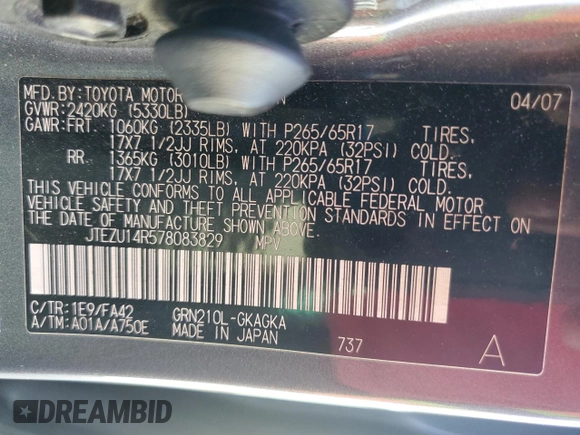 MFD.BY:TOYOTA MOTOR 04/07
GVWR:2420KG (5330LB)
GAWR:FRT. 1060KG (2335LB) WITH P265/65R17 TIRES,
17X7 1/2JJ RIMS, AT 220KPA (32PSI) COLD.
RR. 1365KG (3010LB) WITH P265/65R17 TIRES,
17X7 1/2JJ RIMS, AT 220KPA (32PSI) COLD.
THIS VEHICLE CONFORMS TO ALL APPLICABLE FEDERAL MOTOR
VEHICLE SAFETY AND THEFT PREVENTION STANDARDS IN EFFECT ON
THE DATE OF MANUFACTURE SHOWN ABOVE.
JTEZU14R578083829 MPV
C/TR:1E9/FA42 GRN210L-GKAGKA
A/TM:A01A/A750E MADE IN JAPAN 737 A
DREAMBID